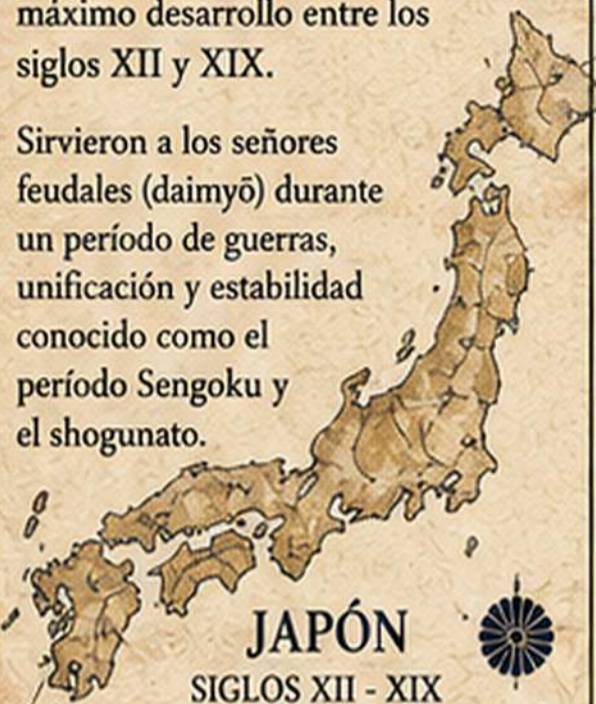 máximo desarrollo entre los
siglos XII y XIX.
Sirvieron a los señores
feudales (daimyō) durante
un período de guerras,
unificación y estabilidad
conocido como el
período Sengoku y
el shogunato.
JAPÓN
SIGLOS XII - XIX